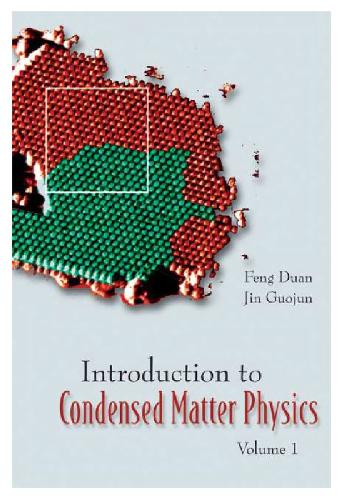 Feng Duan
Jin Guojun
Introduction to
Condensed Matter Physics
Volume 1